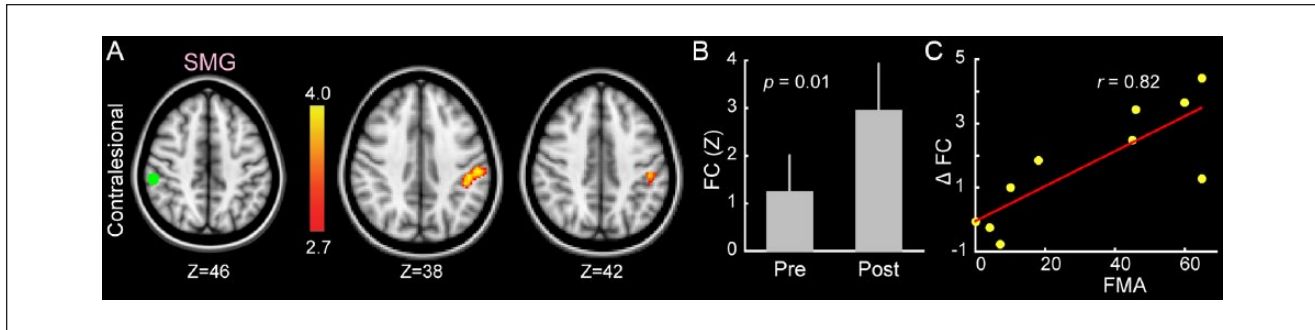 A
SMG
Contralesional
4.0
2.7
Z=46
Z=38
Z=42
B
p = 0.01
FC (Z)
4
3
2
1
0
Pre
Post
C
r = 0.82
Δ FC
5
3
1
-1
0
20
40
60
FMA